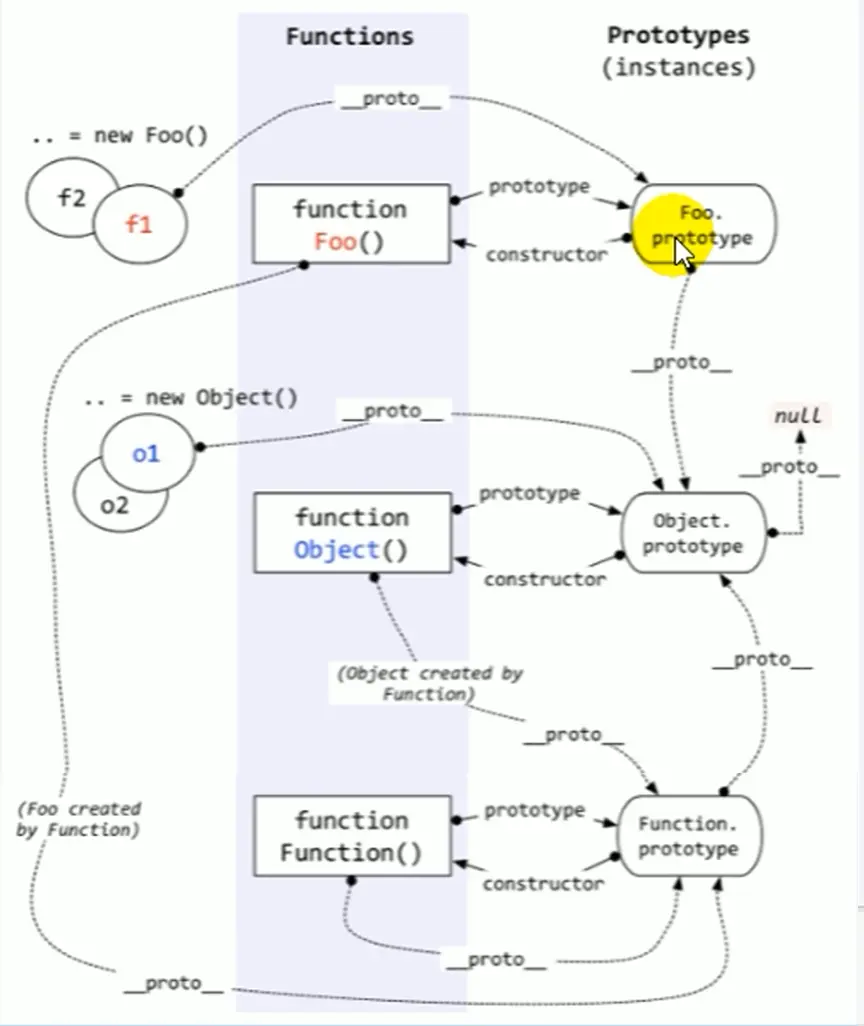 Functions
Prototypes
(instances)
__proto__
.. = new Foo()
f2
f1
function
Foo()
prototype
constructor
Foo.
prototype
__proto__
.. = new Object()
__proto__
null
__proto__
o1
o2
function
Object()
prototype
constructor
Object.
prototype
(Object created by
Function)
__proto__
__proto__
(Foo created
by Function)
function
Function()
prototype
constructor
Function.
prototype
__proto__
__proto__